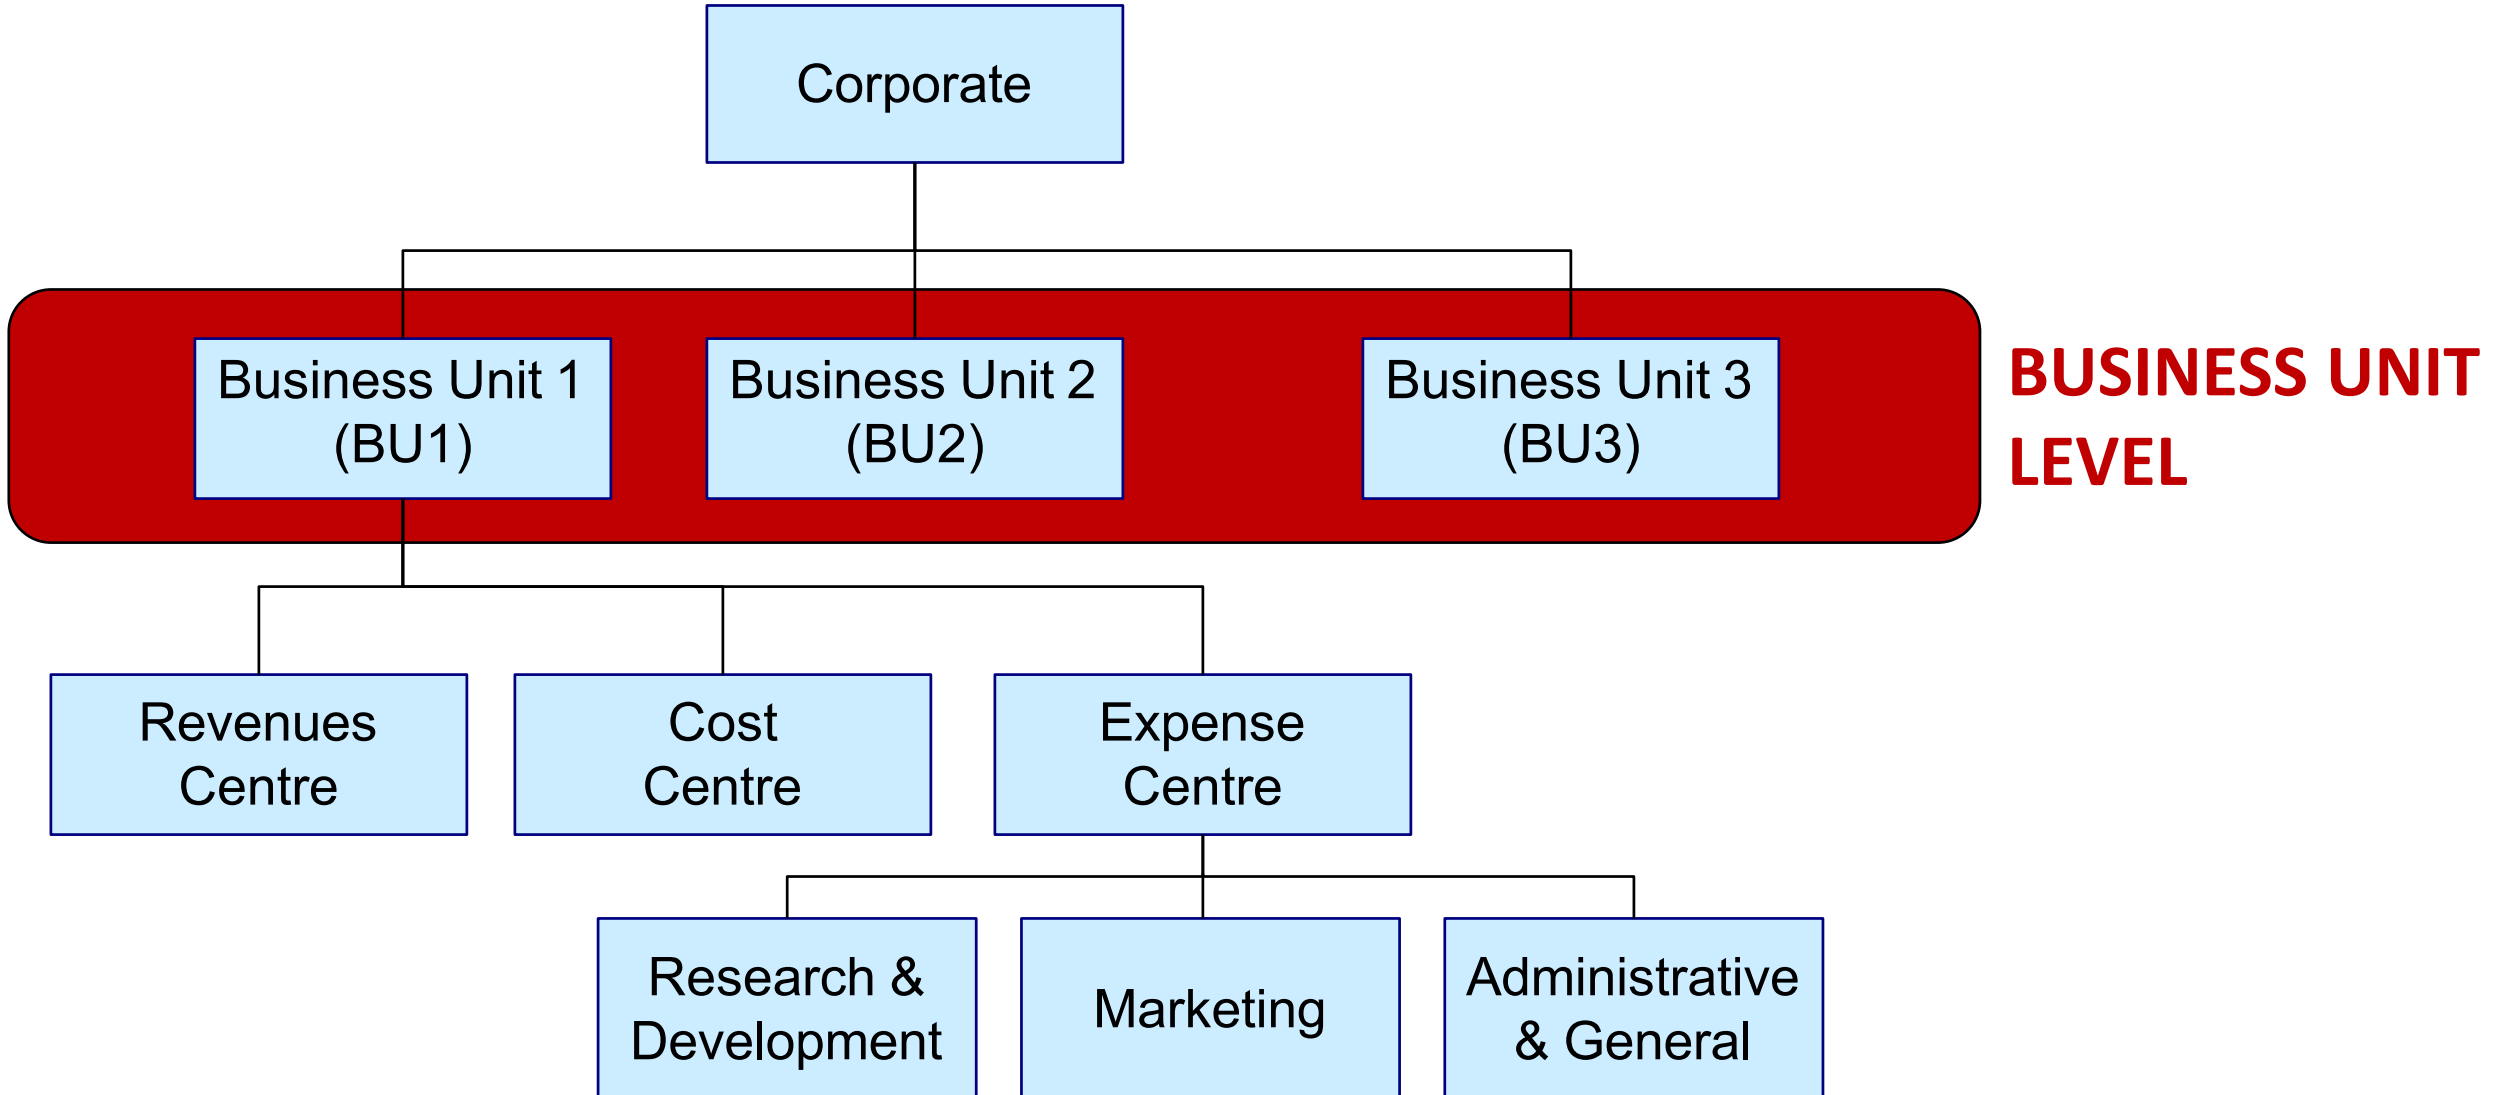 Corporate
Business Unit 1
(BU1)
Business Unit 2
(BU2)
Business Unit 3
(BU3)
BUSINESS UNIT
LEVEL
Revenues
Centre
Cost
Centre
Expense
Centre
Research &
Development
Marketing
Administrative
& General